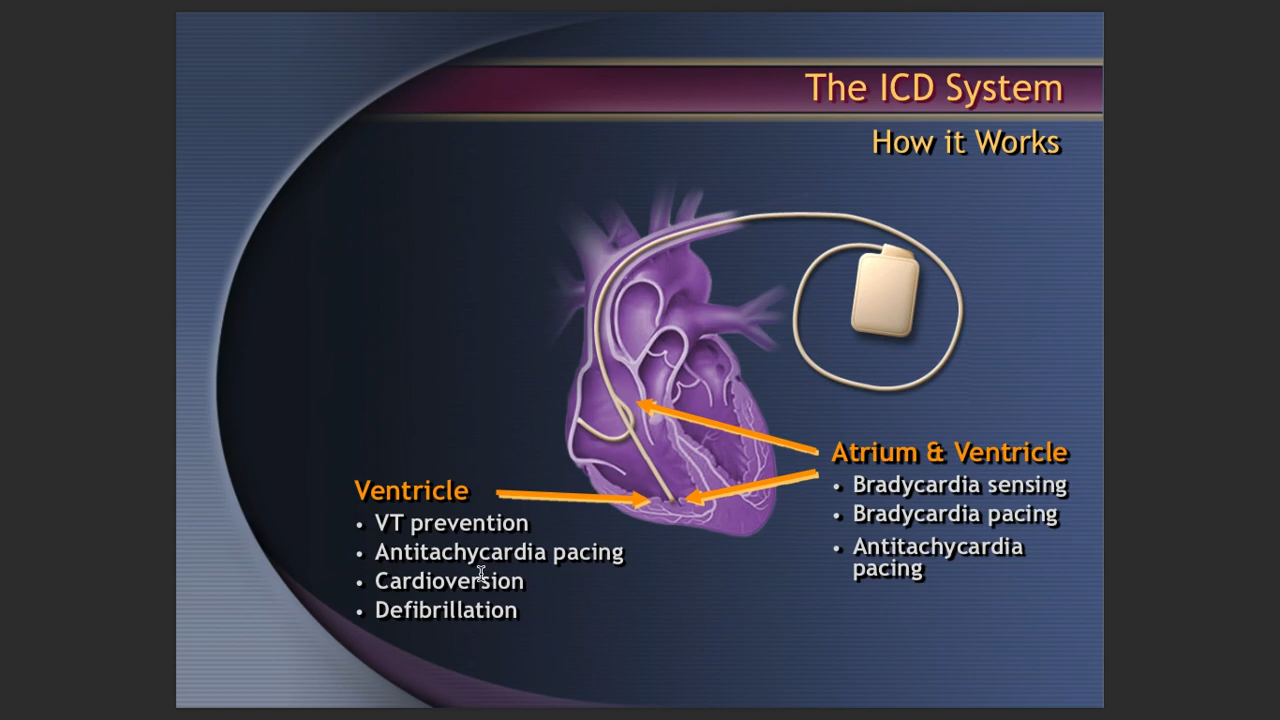 The ICD System
How it Works
Atrium & Ventricle
• Bradycardia sensing
• Bradycardia pacing
• Antitachycardia
pacing
Ventricle
• VT prevention
• Antitachycardia pacing
• Cardioversion
• Defibrillation